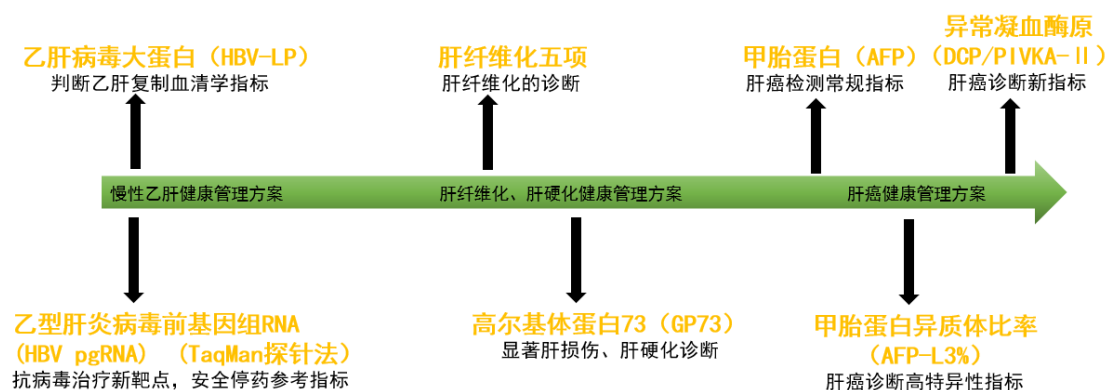 异常凝血酶原
乙肝病毒大蛋白（HBV-LP）
肝纤维化五项
甲胎蛋白（AFP）
（DCP/PIVKA-Ⅱ）
判断乙肝复制血清学指标
肝纤维化的诊断
肝癌检测常规指标
肝癌诊断新指标
慢性乙肝健康管理方案
肝纤维化、肝硬化健康管理方案
肝癌健康管理方案
乙型肝炎病毒前基因组RNA
（HBV pgRNA）（TaqMan探针法）
抗病毒治疗新靶点，安全停药参考指标
高尔基体蛋白73（GP73）
显著肝损伤、肝硬化诊断
甲胎蛋白异质体比率
（AFP-L3%）
肝癌诊断高特异性指标